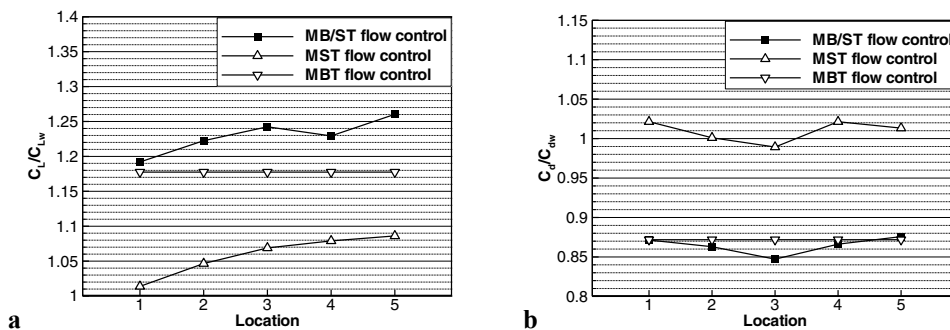 1.4
1.35
1.3
1.25
1.2
1.15
1.1
1.05
1
C_L/C_Lw
MB/ST flow control
MST flow control
MBT flow control
1 2 3 4 5
Location
a
1.15
1.1
1.05
1
0.95
0.9
0.85
0.8
C_d/C_dw
MB/ST flow control
MST flow control
MBT flow control
1 2 3 4 5
Location
b